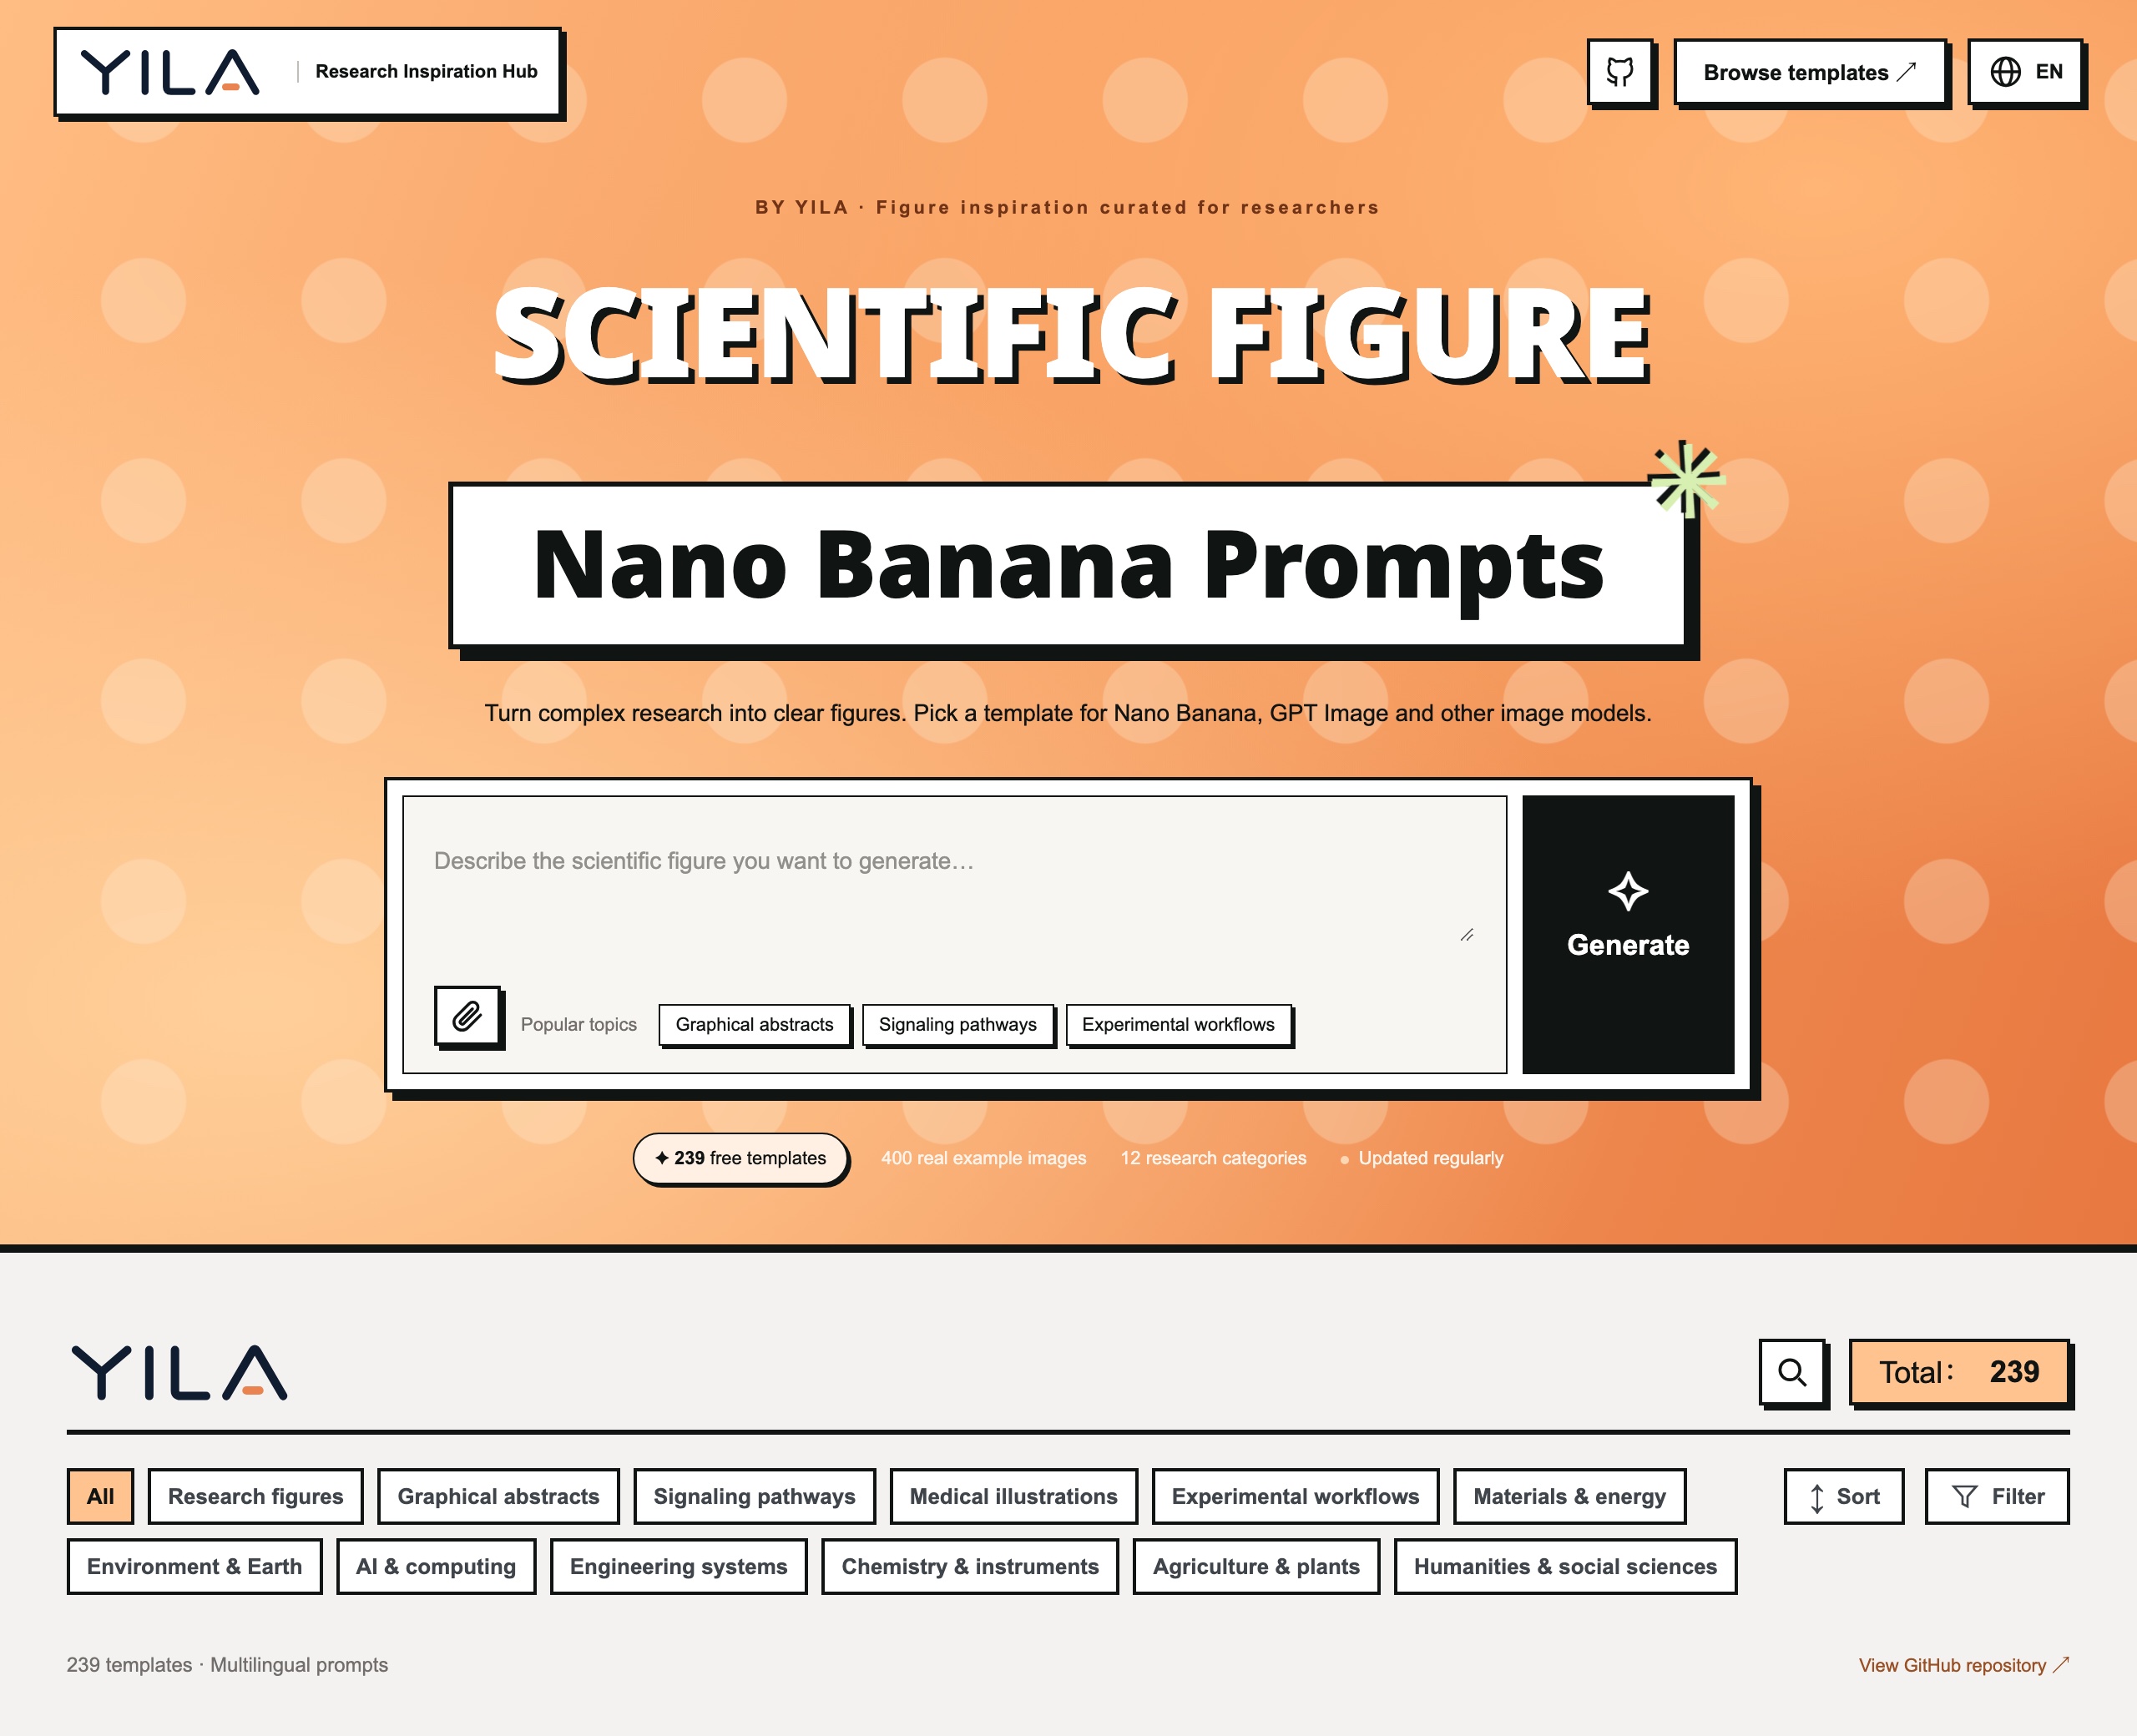 YILA Research Inspiration Hub
Browse templates ↗ EN
BY YILA · Figure inspiration curated for researchers
SCIENTIFIC FIGURE
Nano Banana Prompts
Turn complex research into clear figures. Pick a template for Nano Banana, GPT Image and other image models.
Describe the scientific figure you want to generate...
Generate
Popular topics Graphical abstracts Signaling pathways Experimental workflows
✦ 239 free templates 400 real example images 12 research categories ● Updated regularly
YILA Total： 239
All Research figures Graphical abstracts Signaling pathways Medical illustrations Experimental workflows Materials & energy Sort Filter
Environment & Earth AI & computing Engineering systems Chemistry & instruments Agriculture & plants Humanities & social sciences
239 templates · Multilingual prompts View GitHub repository ↗